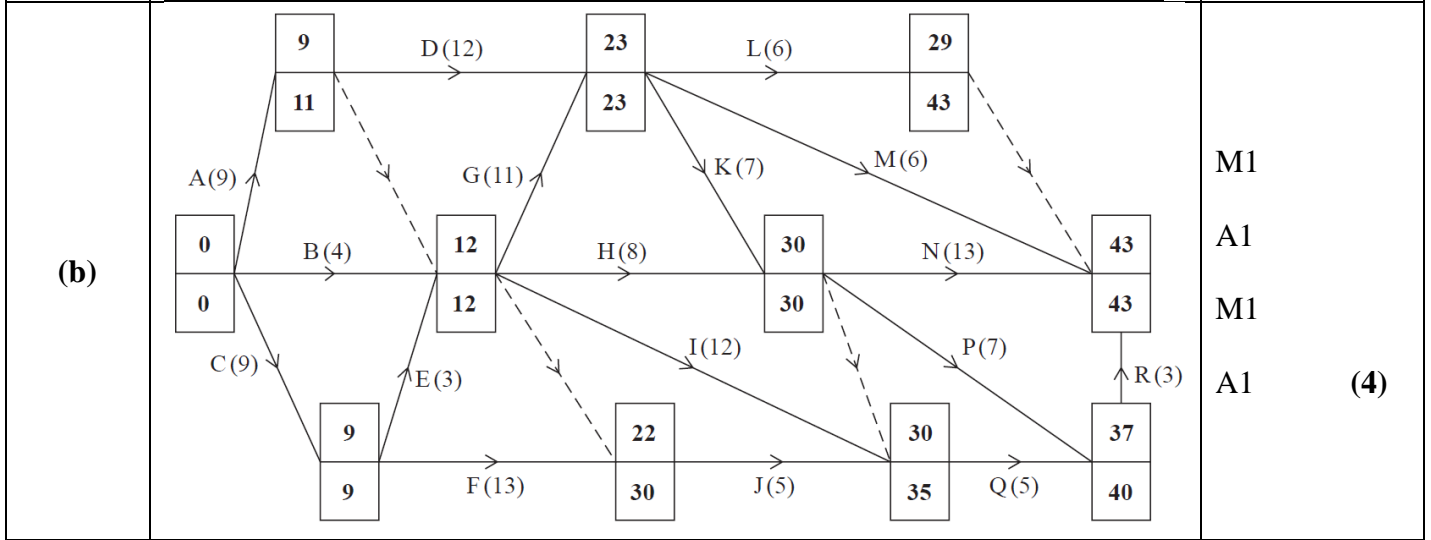 9 23 29
D(12) L(6)
11 23 43
A(9) G(11) K(7) M(6) M1
0 12 30 43 A1
B(4) H(8) N(13)
(b)
0 12 30 43 M1
C(9) E(3) I(12) P(7) R(3) A1 (4)
9 22 30 37
F(13) J(5) Q(5)
9 30 35 40